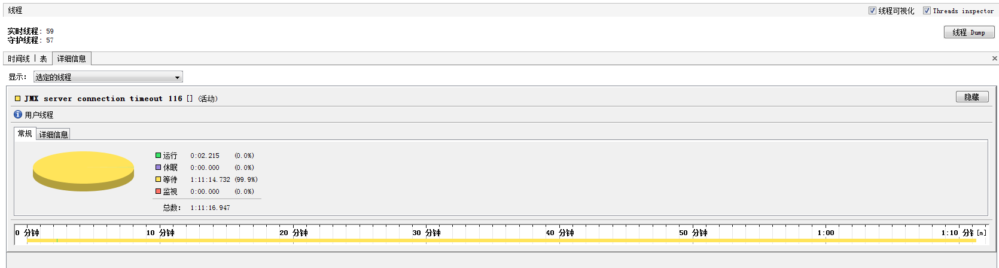 线程 线程可视化 Threads inspector
实时线程: 59
守护线程: 57
线程 Dump
时间线 表 详细信息
显示: 选定的线程
JMX server connection timeout 116 [] (活动) 隐藏
用户线程
常规 详细信息
运行 0:02.215 (0.0%)
休眠 0:00.000 (0.0%)
等待 1:11:14.732 (99.9%)
监视 0:00.000 (0.0%)
总数: 1:11:16.947
0 分钟 10 分钟 20 分钟 30 分钟 40 分钟 50 分钟 1:00 1:10 分钟 [m]